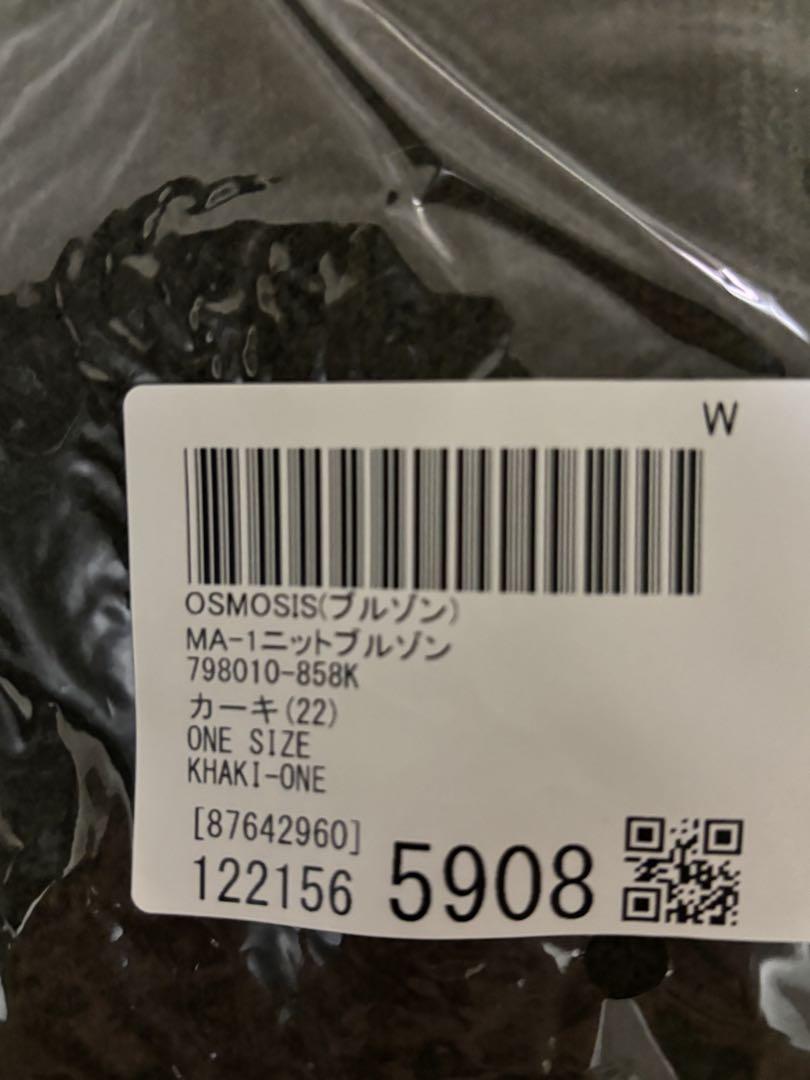 W
OSMOSIS(ブルゾン)
MA-1ニットブルゾン
798010-858K
カーキ(22)
ONE SIZE
KHAKI-ONE
[87642960]
122156 5908